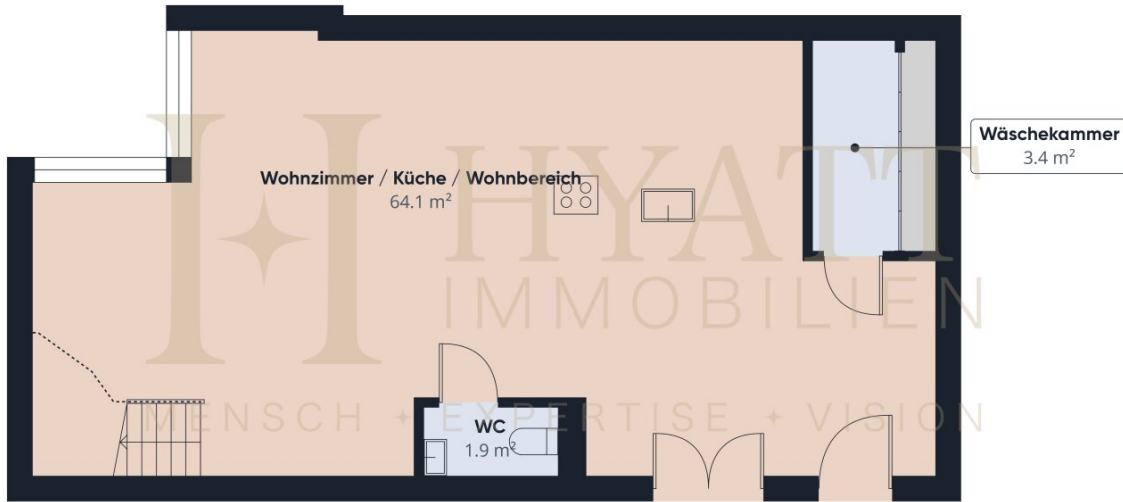 Wohnzimmer / Küche / Wohnbereich
64.1 m²
Wäschekammer
3.4 m²
HYATT
IMMOBILIEN
MENSCH + EXPERTISE + VISION
WC
1.9 m²